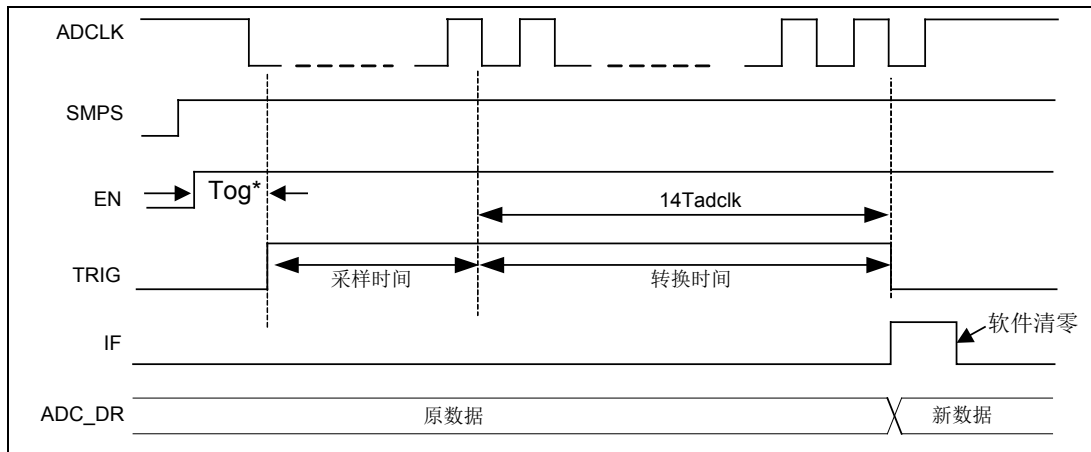 ADCLK
SMPS
EN
Tog*
14Tadclk
TRIG
采样时间
转换时间
IF
软件清零
ADC_DR
原数据
新数据